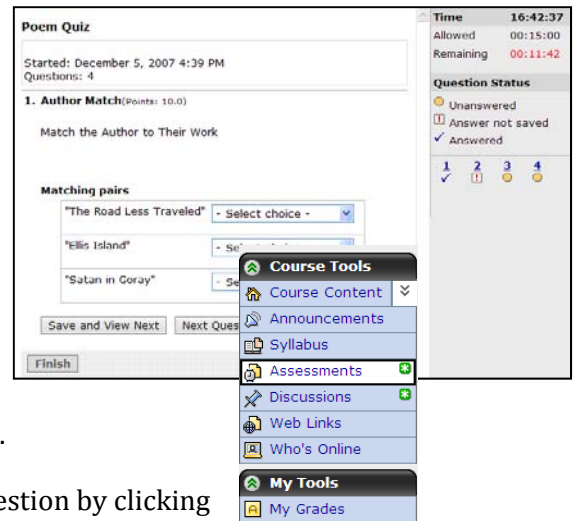 Poem Quiz
Started: December 5, 2007 4:39 PM
Questions: 4
1. Author Match(Points: 10.0)
Match the Author to Their Work
Matching pairs
"The Road Less Traveled" - Select choice -
"Ellis Island"
"Satan in Goray"
Save and View Next Next
Finish
Time 16:42:37
Allowed 00:15:00
Remaining 00:11:42
Question Status
Unanswered
Answer not saved
Answered
1 2 3 4
Course Tools
Course Content
Announcements
Syllabus
Assessments
Discussions
Web Links
Who's Online
My Tools
My Grades
by clicking